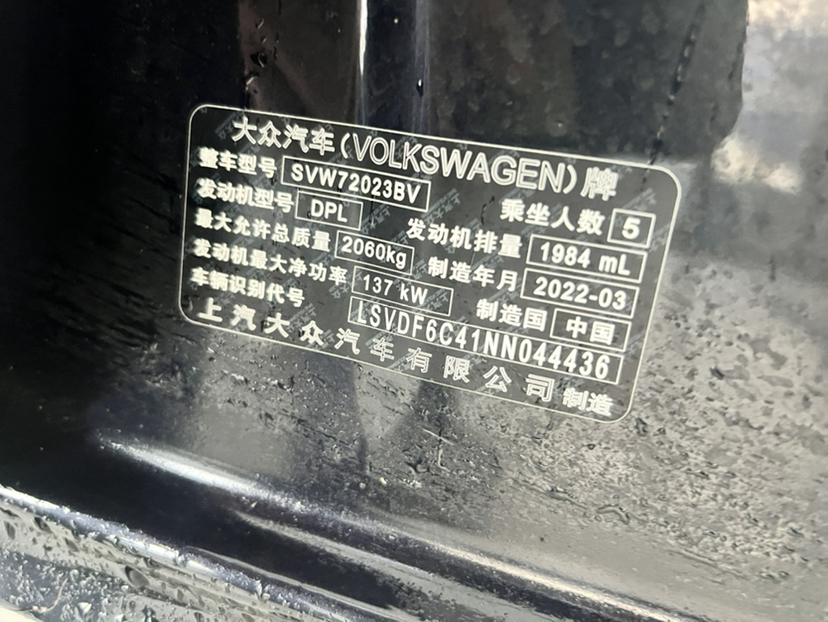 大众汽车(VOLKSWAGEN)牌
整车型号 SVW72023BV 乘坐人数 5
发动机型号 DPL 发动机排量 1984 mL
最大允许总质量 2060kg 制造年月 2022-03
发动机最大净功率 137 kW 制造国 中国
车辆识别代号 LSVDF6C41NN044436
上汽大众汽车有限公司 制造